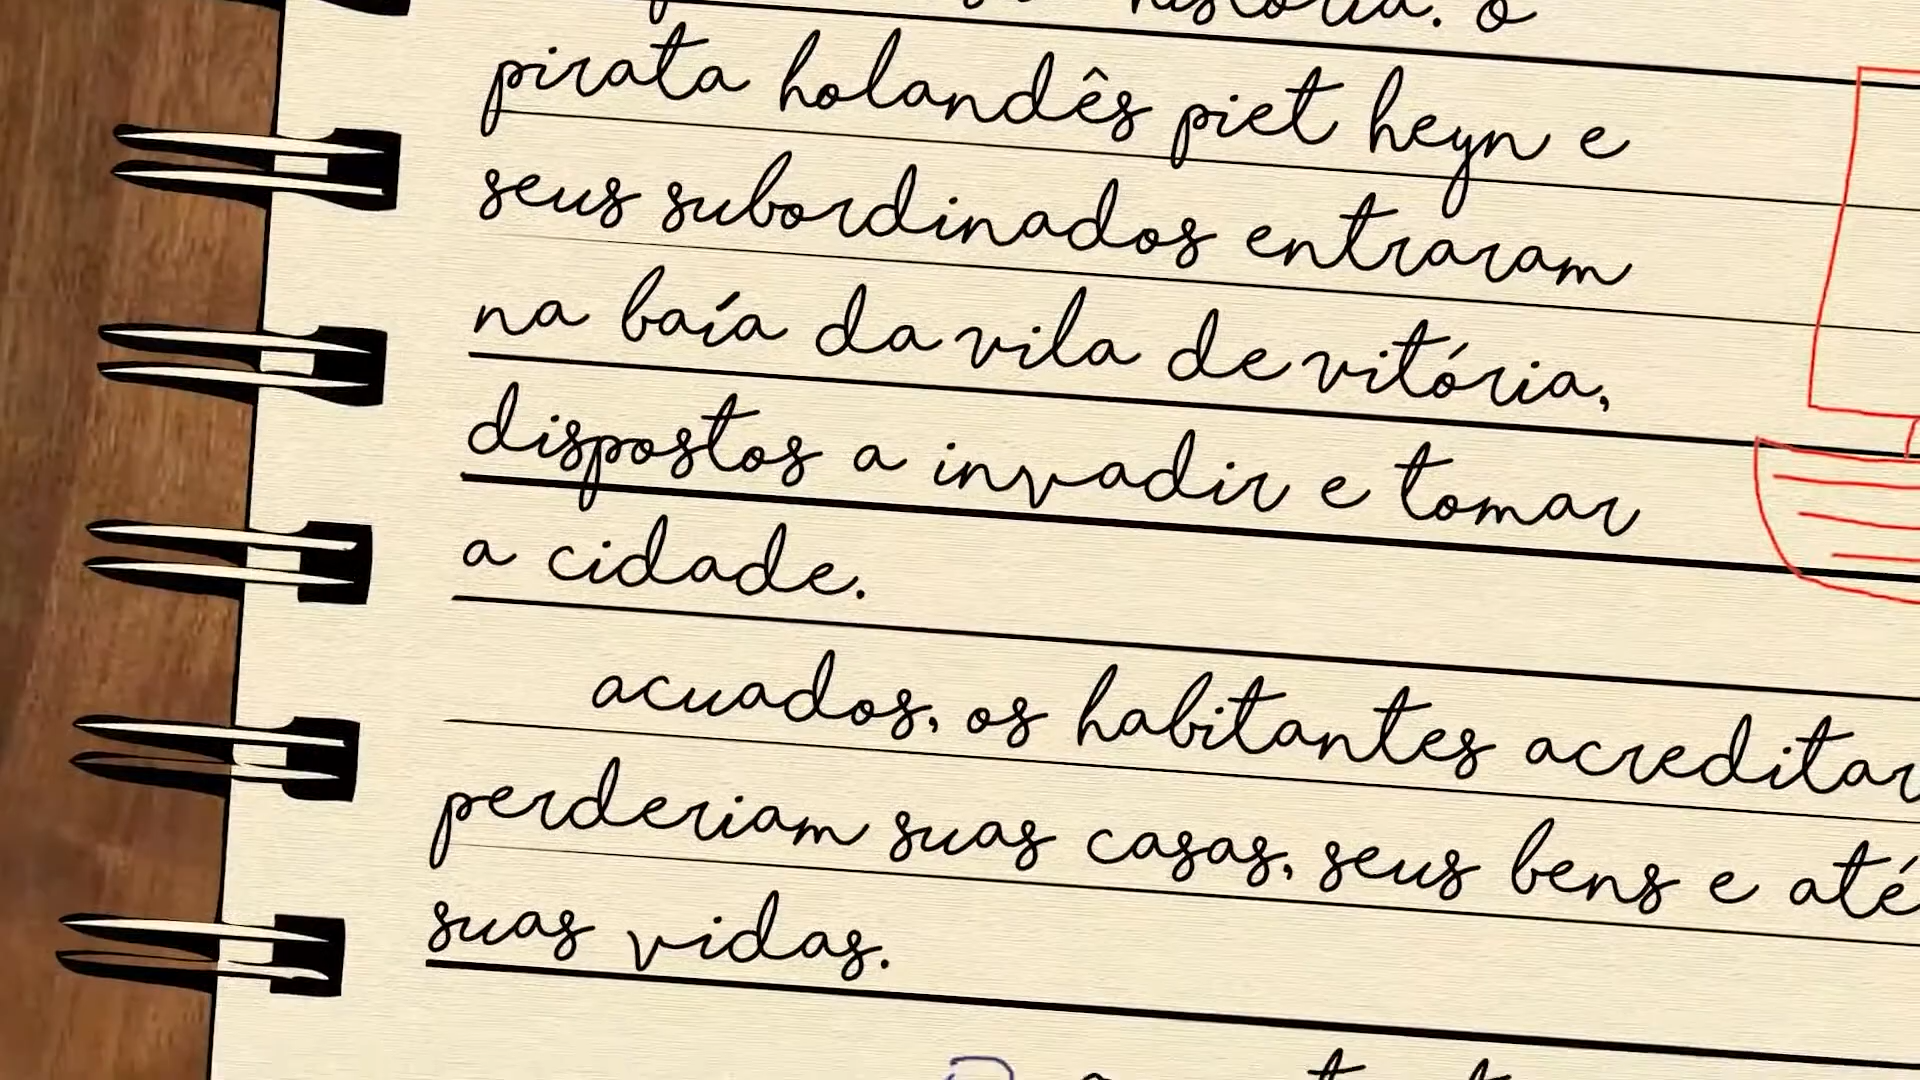 história. o
pirata holandês piet heyn e
seus subordinados entraram
na baía da vila de vitória,
dispostos a invadir e tomar
a cidade.
acuados, os habitantes acreditar
perderiam suas casas, seus bens e até
suas vidas.